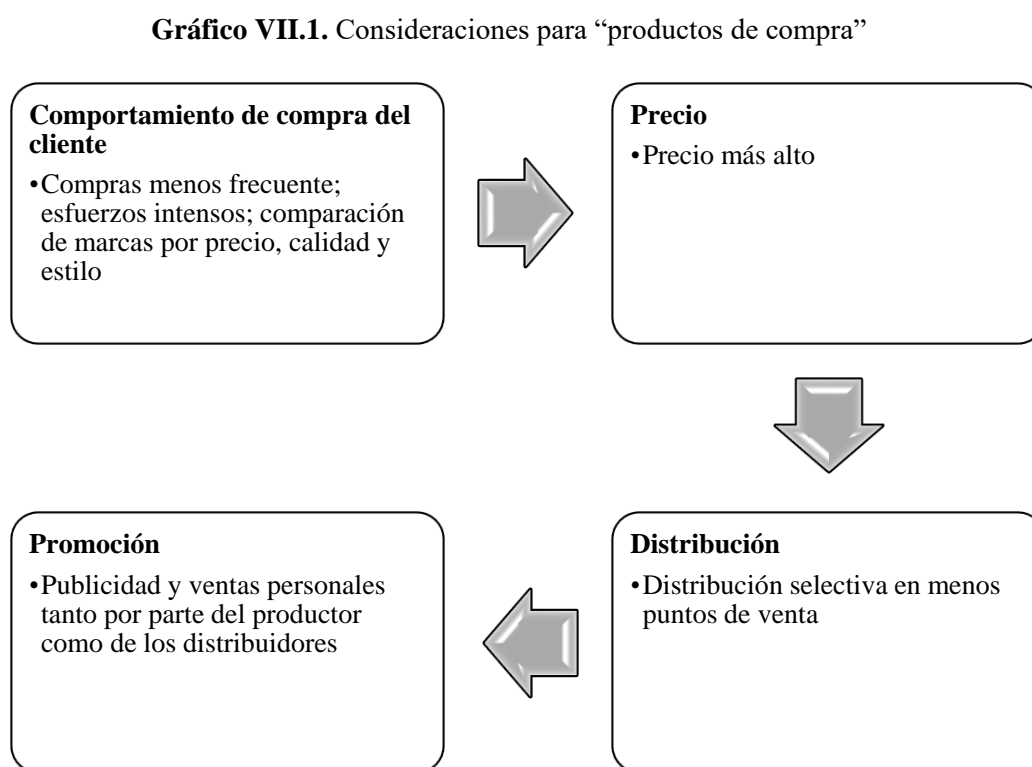 Gráfico VII.1. Consideraciones para “productos de compra”
Comportamiento de compra del
cliente
•Compras menos frecuente;
esfuerzos intensos; comparación
de marcas por precio, calidad y
estilo
Precio
•Precio más alto
Distribución
•Distribución selectiva en menos
puntos de venta
Promoción
•Publicidad y ventas personales
tanto por parte del productor
como de los distribuidores